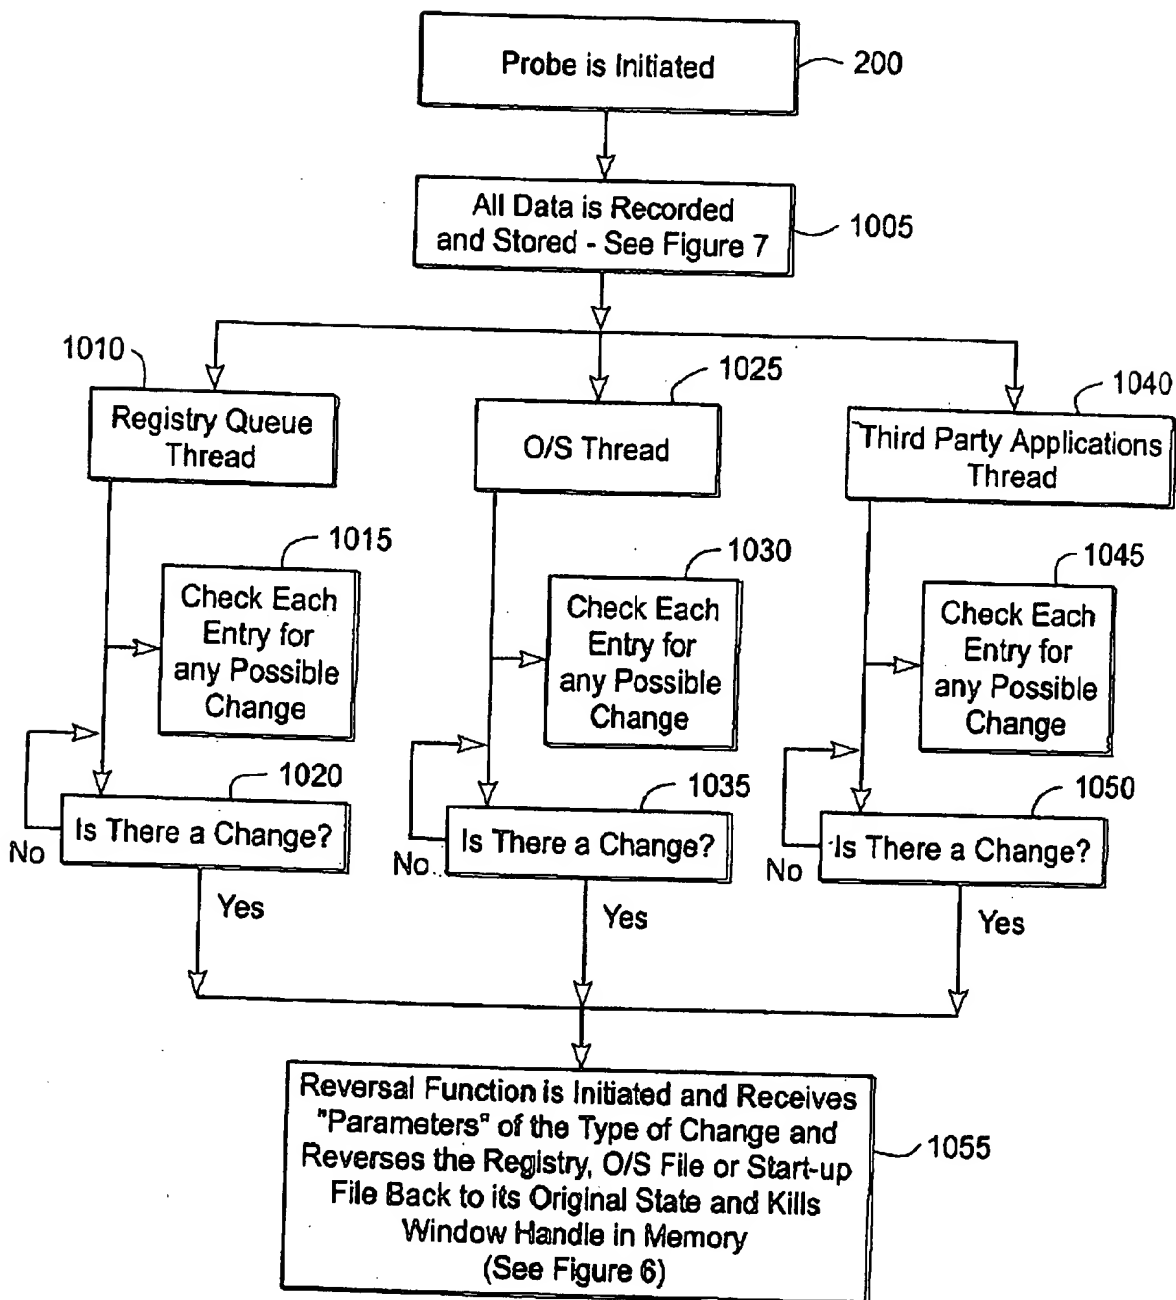 Probe is Initiated
200
All Data is Recorded
and Stored - See Figure 7
1005
1010
Registry Queue
Thread
1025
O/S Thread
1040
Third Party Applications
Thread
1015
Check Each
Entry for
any Possible
Change
1030
Check Each
Entry for
any Possible
Change
1045
Check Each
Entry for
any Possible
Change
1020
Is There a Change?
No
Yes
1035
Is There a Change?
No
Yes
1050
Is There a Change?
No
Yes
Reversal Function is Initiated and Receives
"Parameters" of the Type of Change and
Reverses the Registry, O/S File or Start-up
File Back to its Original State and Kills
Window Handle in Memory
(See Figure 6)
1055